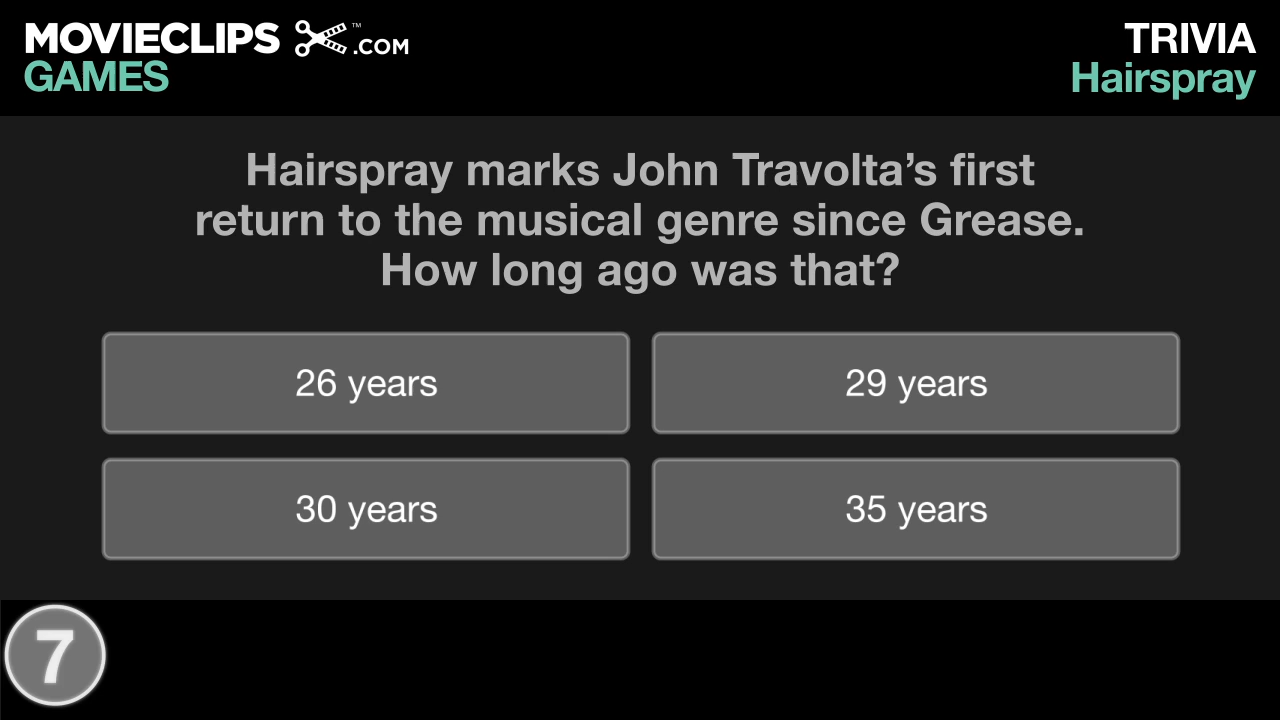 MOVIECLIPS ™ .COM
GAMES
TRIVIA
Hairspray
Hairspray marks John Travolta’s first
return to the musical genre since Grease.
How long ago was that?
26 years
29 years
30 years
35 years
7